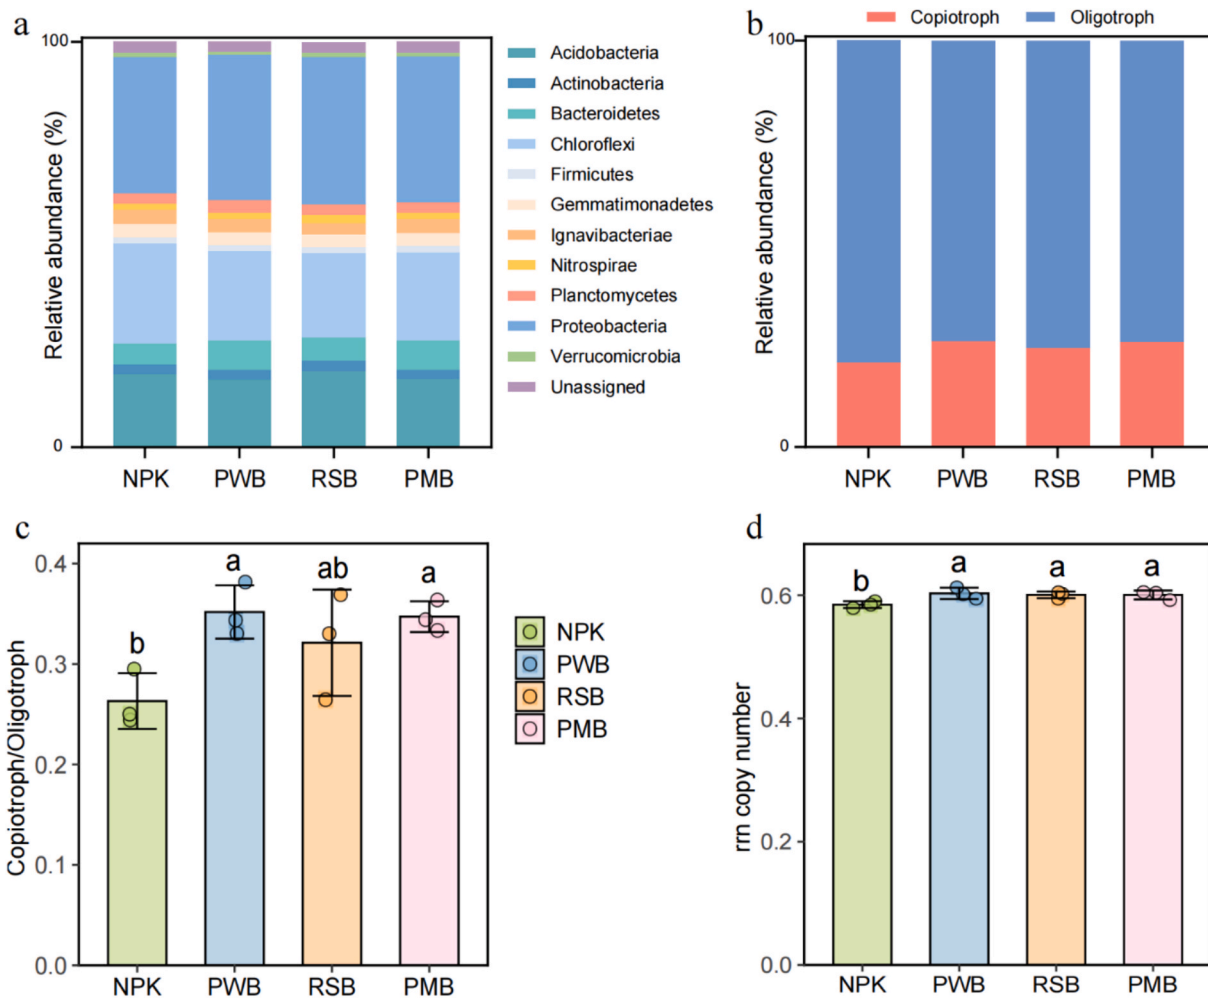 a
100
Relative abundance (%)
0
NPK PWB RSB PMB
Acidobacteria
Actinobacteria
Bacteroidetes
Chloroflexi
Firmicutes
Gemmatimonadetes
Ignavibacteriae
Nitrospirae
Planctomycetes
Proteobacteria
Verrucomicrobia
Unassigned
b
Copiotroph Oligotroph
100
Relative abundance (%)
0
NPK PWB RSB PMB
c
Copiotroph/Oligotroph
0.4
0.3
0.2
0.1
0.0
b a ab a
NPK PWB RSB PMB
NPK
PWB
RSB
PMB
d
rrn copy number
0.6
0.4
0.2
0.0
b a a a
NPK PWB RSB PMB